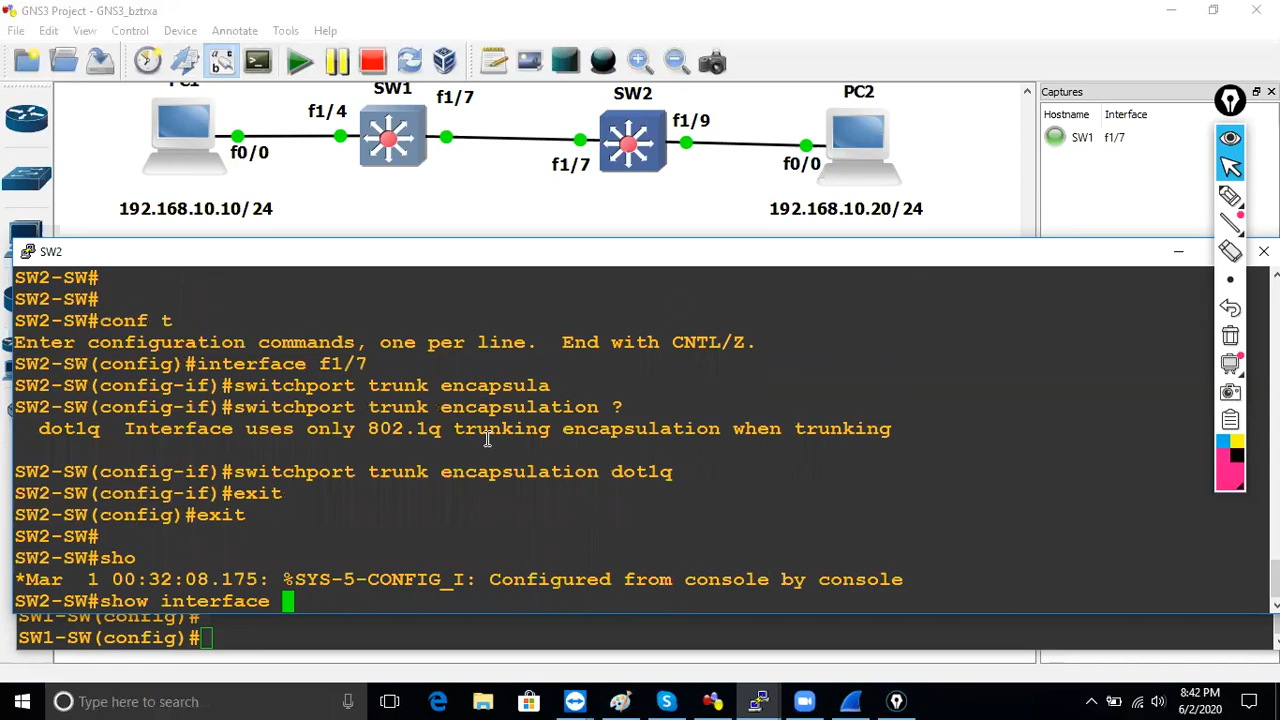 GNS3 Project - GNS3_bztrxa
File Edit View Control Device Annotate Tools Help
Captures
Hostname Interface
SW1 f1/7
PC1
SW1
SW2
PC2
f1/4
f1/7
f1/9
f0/0
f1/7
f0/0
192.168.10.10/24
192.168.10.20/24
SW2
SW2-SW#
SW2-SW#
SW2-SW#conf t
Enter configuration commands, one per line.  End with CNTL/Z.
SW2-SW(config)#interface f1/7
SW2-SW(config-if)#switchport trunk encapsula
SW2-SW(config-if)#switchport trunk encapsulation ?
  dot1q  Interface uses only 802.1q trunking encapsulation when trunking
SW2-SW(config-if)#switchport trunk encapsulation dot1q
SW2-SW(config-if)#exit
SW2-SW(config)#exit
SW2-SW#
SW2-SW#sho
*Mar  1 00:32:08.175: %SYS-5-CONFIG_I: Configured from console by console
SW2-SW#show interface
SW1-SW(config)#
SW1-SW(config)#
Type here to search
8:42 PM
6/2/2020